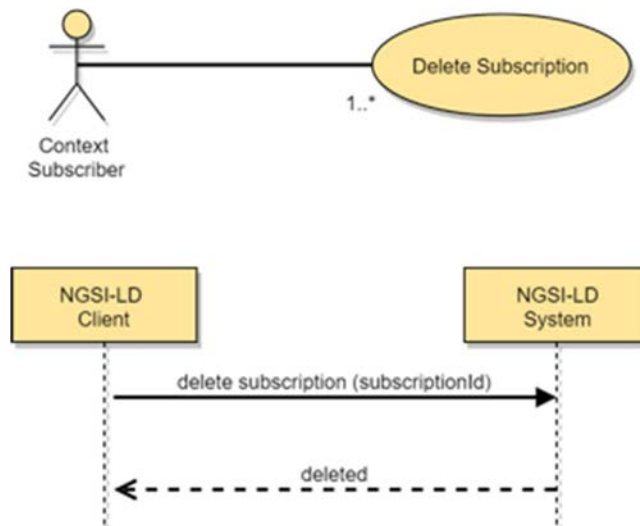 Delete Subscription
1..*
Context
Subscriber
NGSI-LD
Client
NGSI-LD
System
delete subscription (subscriptionId)
deleted